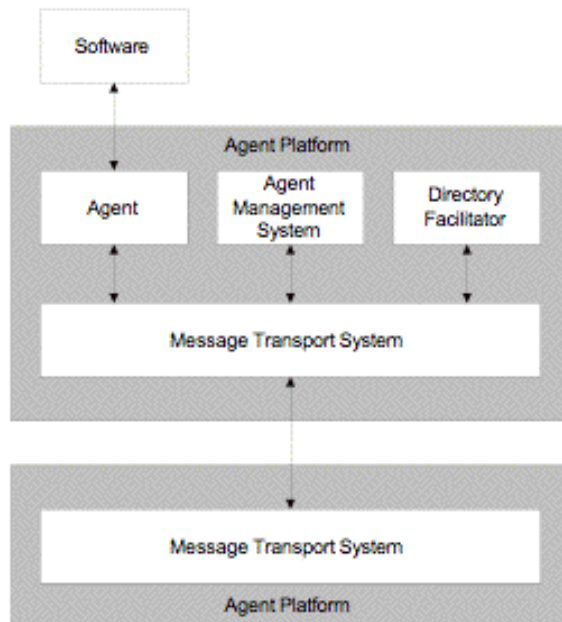 Software
Agent Platform
Agent
Agent
Management
System
Directory
Facilitator
Message Transport System
Message Transport System
Agent Platform